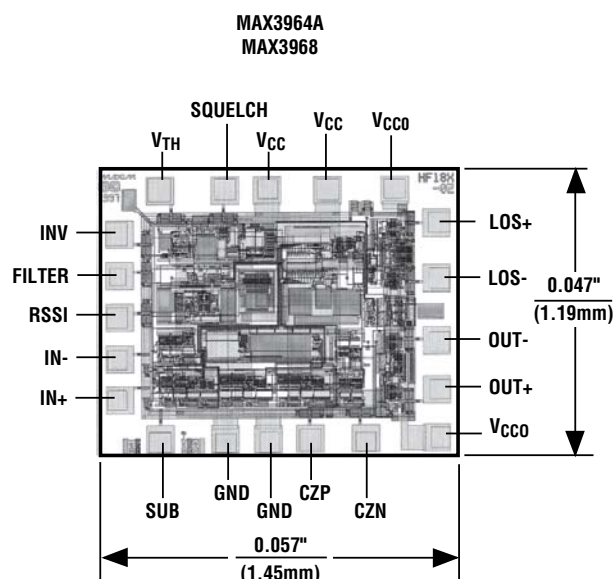 MAX3964A
MAX3968
SQUELCH
VTH
VCC
VCC
VCCO
HF18X
-02
INV
FILTER
RSSI
IN-
IN+
LOS+
LOS-
OUT-
OUT+
VCCO
0.047"
(1.19mm)
SUB
GND
GND
CZP
CZN
0.057"
(1.45mm)